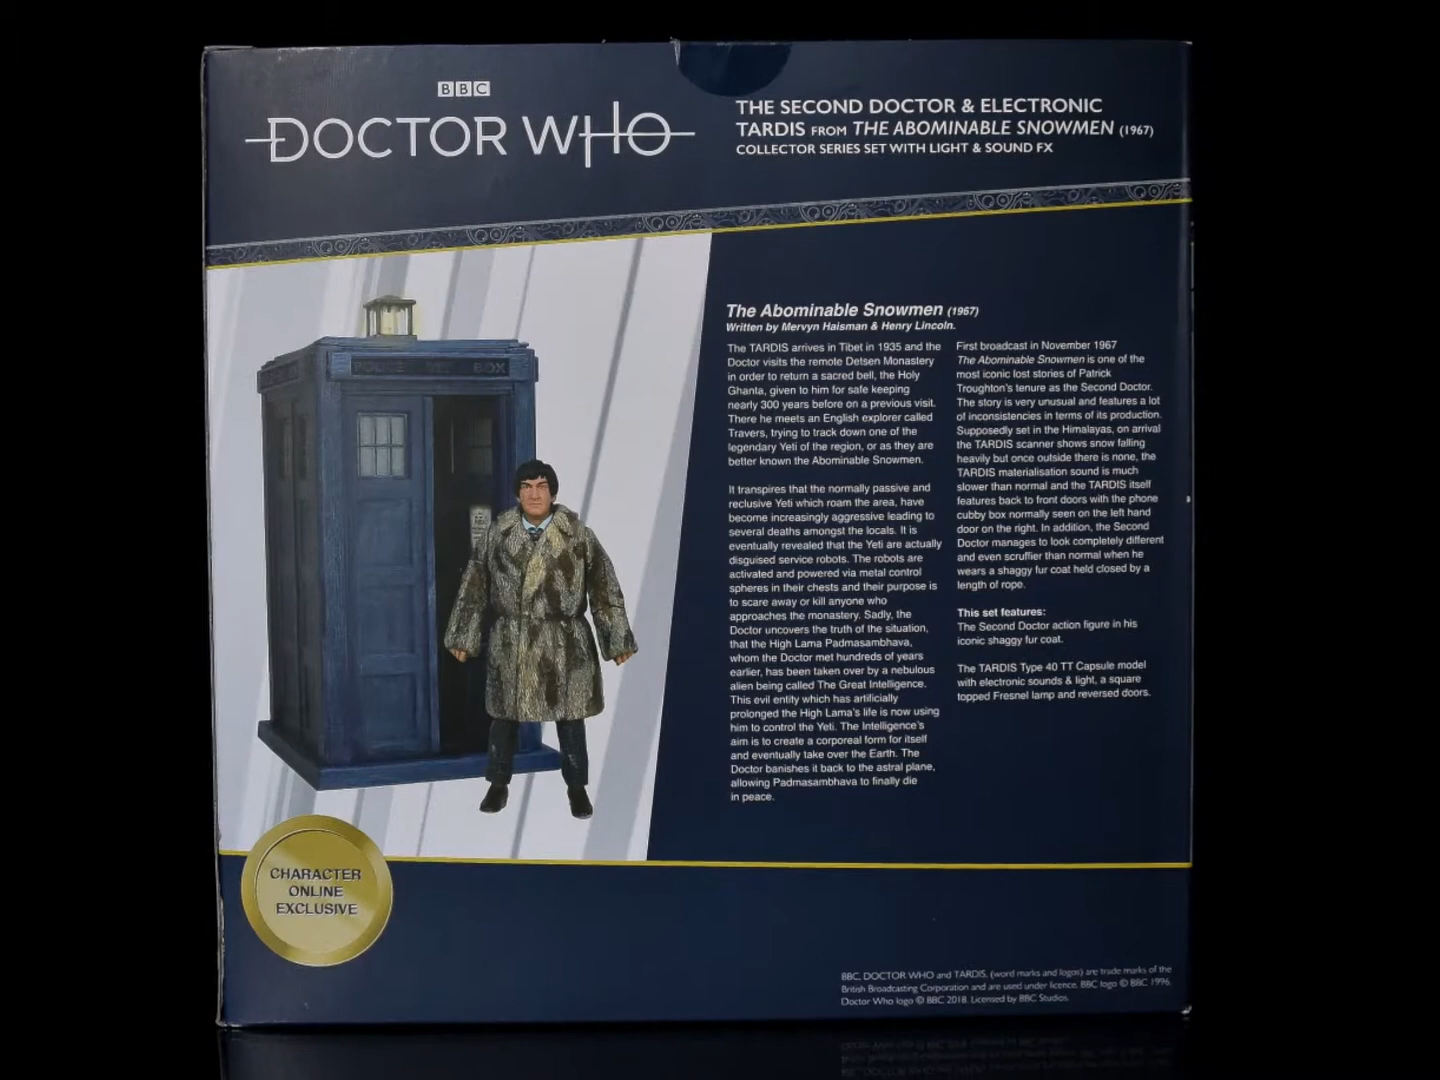 BBC
DOCTOR WHO
THE SECOND DOCTOR & ELECTRONIC
TARDIS FROM THE ABOMINABLE SNOWMEN (1967)
COLLECTOR SERIES SET WITH LIGHT & SOUND FX
POLICE BOX
The Abominable Snowmen (1967)
Written by Mervyn Haisman & Henry Lincoln.
The TARDIS arrives in Tibet in 1935 and the
Doctor visits the remote Detsen Monastery
in order to return a sacred bell, the Holy
Ghanta, given to him for safe keeping
nearly 300 years before on a previous visit.
There he meets an English explorer called
Travers, trying to track down one of the
legendary Yeti of the region, or as they are
better known the Abominable Snowmen.
It transpires that the normally passive and
reclusive Yeti which roam the area, have
become increasingly aggressive leading to
several deaths amongst the locals. It is
eventually revealed that the Yeti are actually
disguised service robots. The robots are
activated and powered via metal control
spheres in their chests and their purpose is
to scare away or kill anyone who
approaches the monastery. Sadly, the
Doctor uncovers the truth of the situation,
that the High Lama Padmasambhava,
whom the Doctor met hundreds of years
earlier, has been taken over by a nebulous
alien being called The Great Intelligence.
This evil entity which has artificially
prolonged the High Lama's life is now using
him to control the Yeti. The Intelligence's
aim is to create a corporeal form for itself
and eventually take over the Earth. The
Doctor banishes it back to the astral plane,
allowing Padmasambhava to finally die
in peace.
First broadcast in November 1967
The Abominable Snowmen is one of the
most iconic lost stories of Patrick
Troughton's tenure as the Second Doctor.
The story is very unusual and features a lot
of inconsistencies in terms of its production.
Supposedly set in the Himalayas, on arrival
the TARDIS scanner shows snow falling
heavily but once outside there is none, the
TARDIS materialisation sound is much
slower than normal and the TARDIS itself
features back to front doors with the phone
cubby box normally seen on the left hand
door on the right. In addition, the Second
Doctor manages to look completely different
and even scruffier than normal when he
wears a shaggy fur coat held closed by a
length of rope.
This set features:
The Second Doctor action figure in his
iconic shaggy fur coat.
The TARDIS Type 40 TT Capsule model
with electronic sounds & light, a square
topped Fresnel lamp and reversed doors.
CHARACTER
ONLINE
EXCLUSIVE
BBC, DOCTOR WHO and TARDIS, (word marks and logos) are trade marks of the
British Broadcasting Corporation and are used under licence. BBC logo © BBC 1996.
Doctor Who logo © BBC 2018. Licensed by BBC Studios.